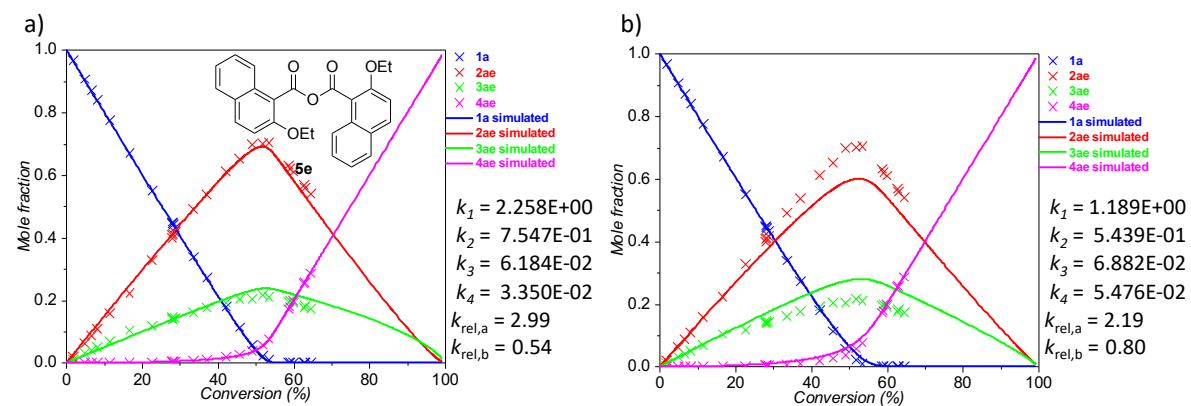 a)
1.0
0.8
0.6
0.4
0.2
0.0
Mole fraction
0 20 40 60 80 100
Conversion (%)
O O OEt
O
OEt
5e
1a
2ae
3ae
4ae
1a simulated
2ae simulated
3ae simulated
4ae simulated
k1 = 2.258E+00
k2 = 7.547E-01
k3 = 6.184E-02
k4 = 3.350E-02
krel,a = 2.99
krel,b = 0.54
b)
1.0
0.8
0.6
0.4
0.2
0.0
Mole fraction
0 20 40 60 80 100
Conversion (%)
1a
2ae
3ae
4ae
1a simulated
2ae simulated
3ae simulated
4ae simulated
k1 = 1.189E+00
k2 = 5.439E-01
k3 = 6.882E-02
k4 = 5.476E-02
krel,a = 2.19
krel,b = 0.80